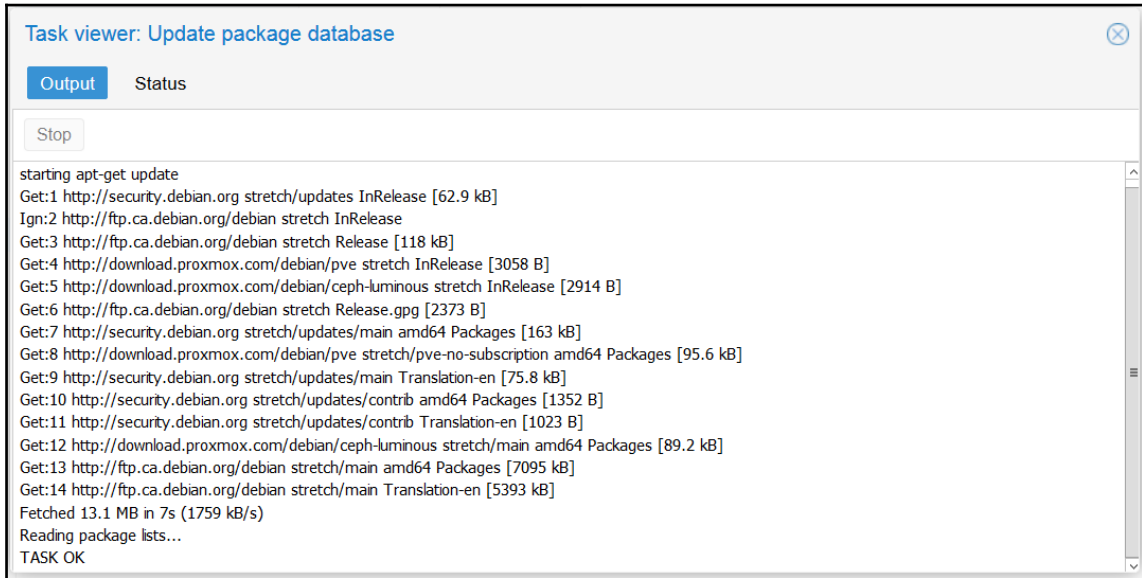 Task viewer: Update package database
Output Status
Stop
starting apt-get update
Get:1 http://security.debian.org stretch/updates InRelease [62.9 kB]
Ign:2 http://ftp.ca.debian.org/debian stretch InRelease
Get:3 http://ftp.ca.debian.org/debian stretch Release [118 kB]
Get:4 http://download.proxmox.com/debian/pve stretch InRelease [3058 B]
Get:5 http://download.proxmox.com/debian/ceph-luminous stretch InRelease [2914 B]
Get:6 http://ftp.ca.debian.org/debian stretch Release.gpg [2373 B]
Get:7 http://security.debian.org stretch/updates/main amd64 Packages [163 kB]
Get:8 http://download.proxmox.com/debian/pve stretch/pve-no-subscription amd64 Packages [95.6 kB]
Get:9 http://security.debian.org stretch/updates/main Translation-en [75.8 kB]
Get:10 http://security.debian.org stretch/updates/contrib amd64 Packages [1352 B]
Get:11 http://security.debian.org stretch/updates/contrib Translation-en [1023 B]
Get:12 http://download.proxmox.com/debian/ceph-luminous stretch/main amd64 Packages [89.2 kB]
Get:13 http://ftp.ca.debian.org/debian stretch/main amd64 Packages [7095 kB]
Get:14 http://ftp.ca.debian.org/debian stretch/main Translation-en [5393 kB]
Fetched 13.1 MB in 7s (1759 kB/s)
Reading package lists...
TASK OK